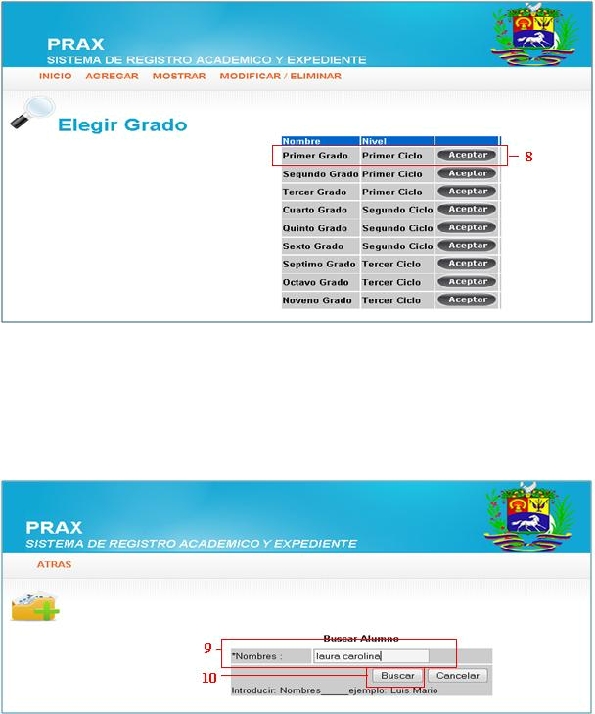 PRAX
SISTEMA DE REGISTRO ACADEMICO Y EXPEDIENTE
INICIO AGREGAR MOSTRAR MODIFICAR / ELIMINAR
Elegir Grado
Nombre Nivel
Primer Grado Primer Ciclo Aceptar 8
Segundo Grado Primer Ciclo Aceptar
Tercer Grado Primer Ciclo Aceptar
Cuarto Grado Segundo Ciclo Aceptar
Quinto Grado Segundo Ciclo Aceptar
Sexto Grado Segundo Ciclo Aceptar
Septimo Grado Tercer Ciclo Aceptar
Octavo Grado Tercer Ciclo Aceptar
Noveno Grado Tercer Ciclo Aceptar
PRAX
SISTEMA DE REGISTRO ACADEMICO Y EXPEDIENTE
ATRAS
Buscar Alumno
9 *Nombres : laura carolina
10 Buscar Cancelar
Introducir: Nombres_____ejemplo: Luis Mario